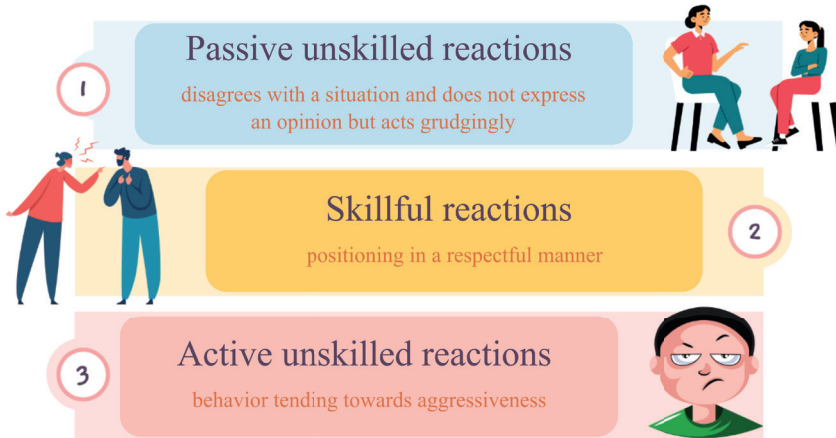 Passive unskilled reactions
1
disagrees with a situation and does not express
an opinion but acts grudgingly
Skillful reactions
2
positioning in a respectful manner
Active unskilled reactions
3
behavior tending towards aggressiveness